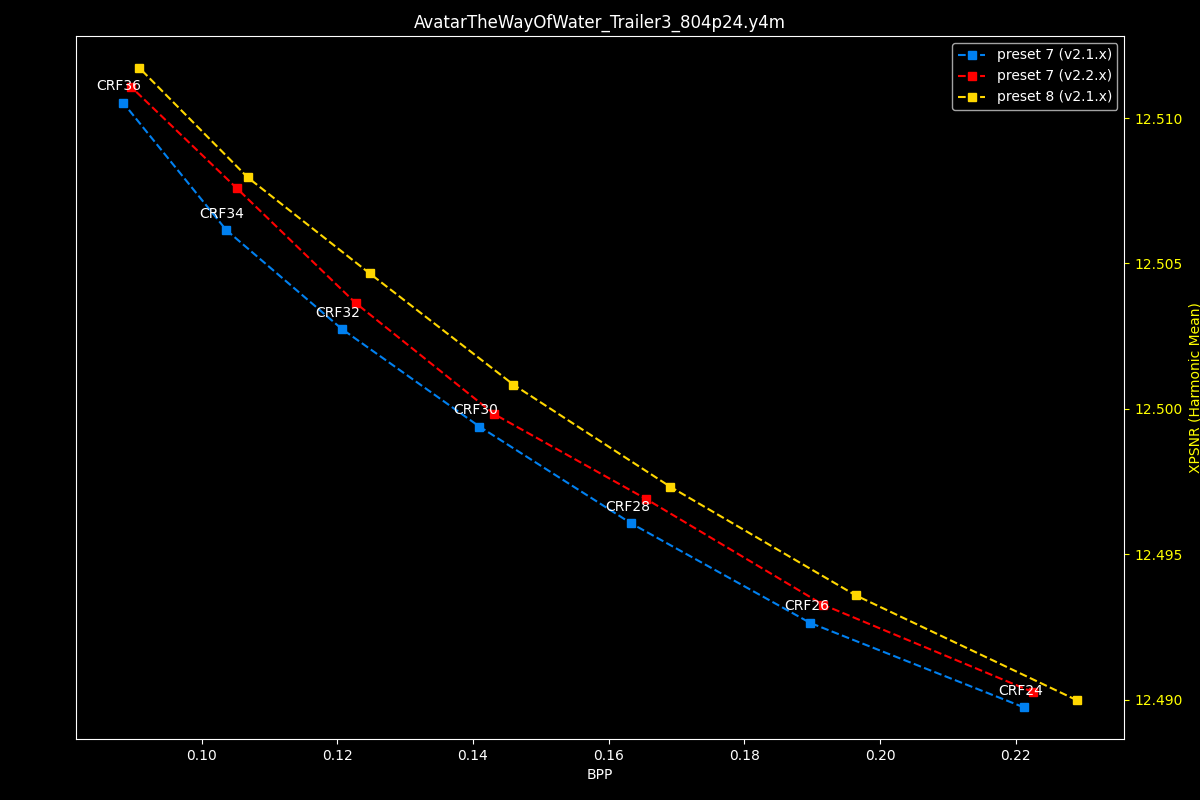 AvatarTheWayOfWater_Trailer3_804p24.y4m
preset 7 (v2.1.x)
preset 7 (v2.2.x)
preset 8 (v2.1.x)
CRF36
CRF34
CRF32
CRF30
CRF28
CRF26
CRF24
12.510
12.505
12.500
12.495
12.490
XPSNR (Harmonic Mean)
0.10 0.12 0.14 0.16 0.18 0.20 0.22
BPP